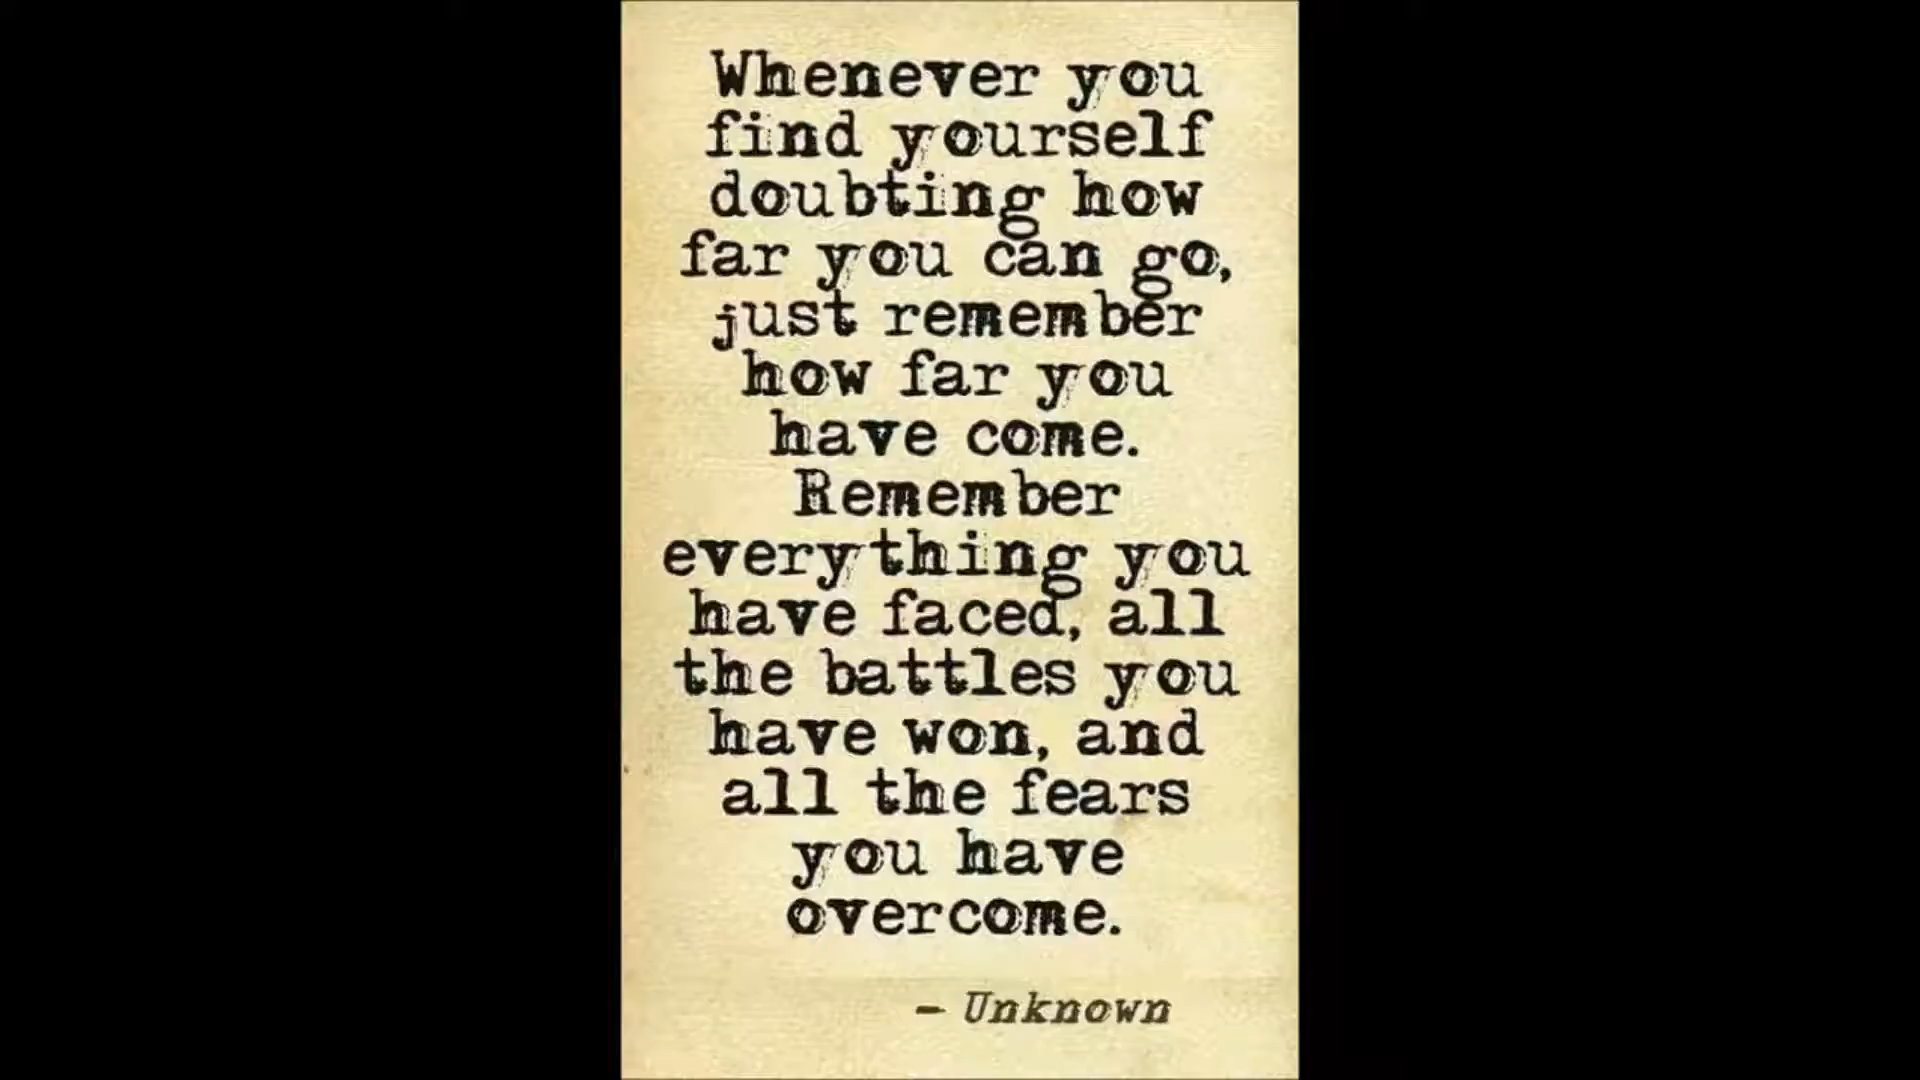 Whenever you
find yourself
doubting how
far you can go,
just remember
how far you
have come.
Remember
everything you
have faced, all
the battles you
have won, and
all the fears
you have
overcome.
– Unknown